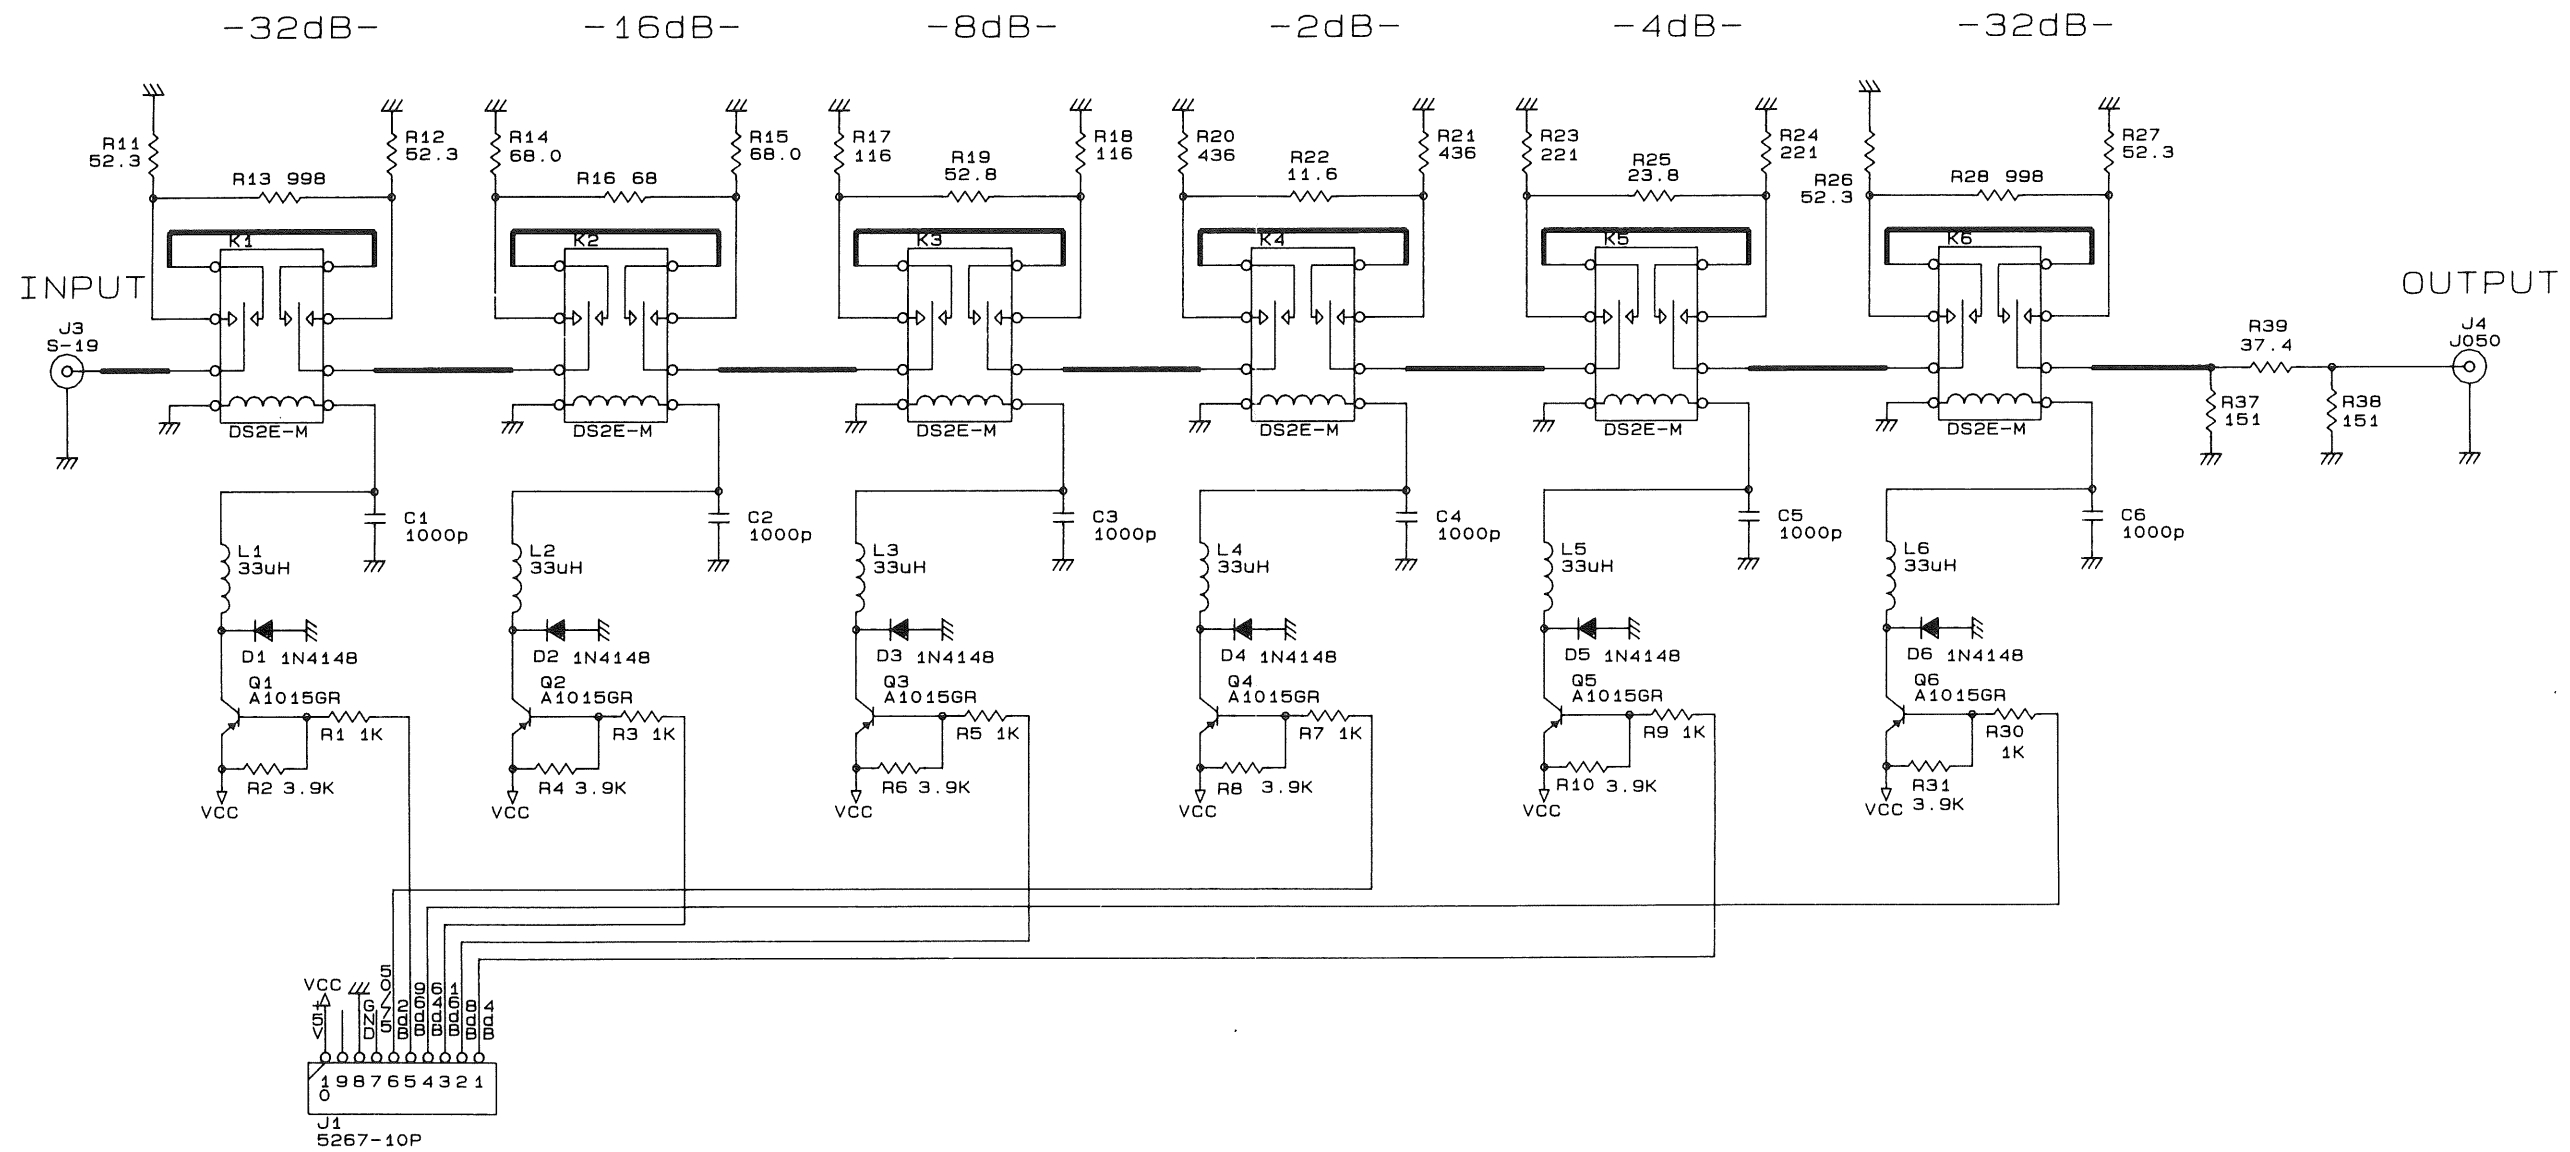 -32dB-
-16dB-
-8dB-
-2dB-
-4dB-
-32dB-
R11
52.3
R12
52.3
R13 998
R14
68.0
R15
68.0
R16 68
R17
116
R18
116
R19
52.8
R20
436
R21
436
R22
11.6
R23
221
R24
221
R25
23.8
R26
52.3
R27
52.3
R28 998
K1
K2
K3
K4
K5
K6
INPUT
J3
S-19
OUTPUT
J4
J050
R39
37.4
R37
151
R38
151
DS2E-M
DS2E-M
DS2E-M
DS2E-M
DS2E-M
DS2E-M
C1
1000p
C2
1000p
C3
1000p
C4
1000p
C5
1000p
C6
1000p
L1
33uH
L2
33uH
L3
33uH
L4
33uH
L5
33uH
L6
33uH
D1 1N4148
D2 1N4148
D3 1N4148
D4 1N4148
D5 1N4148
D6 1N4148
Q1
A1015GR
Q2
A1015GR
Q3
A1015GR
Q4
A1015GR
Q5
A1015GR
Q6
A1015GR
R1 1K
R3 1K
R5 1K
R7 1K
R9 1K
R30
1K
R2 3.9K
R4 3.9K
R6 3.9K
R8 3.9K
R10 3.9K
R31
3.9K
VCC
VCC
VCC
VCC
VCC
VCC
VCC
+5V
GND
50/75
2dB
96dB
64dB
16dB
8dB
4dB
10 9 8 7 6 5 4 3 2 1
J1
5267-10P